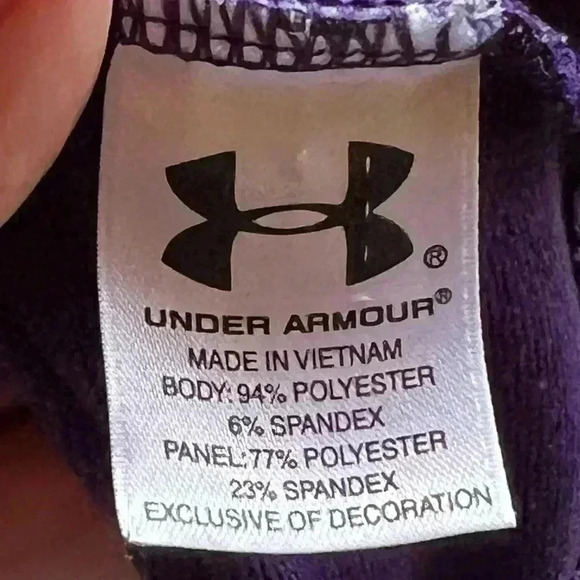 ®
UNDER ARMOUR®
MADE IN VIETNAM
BODY: 94% POLYESTER
6% SPANDEX
PANEL: 77% POLYESTER
23% SPANDEX
EXCLUSIVE OF DECORATION